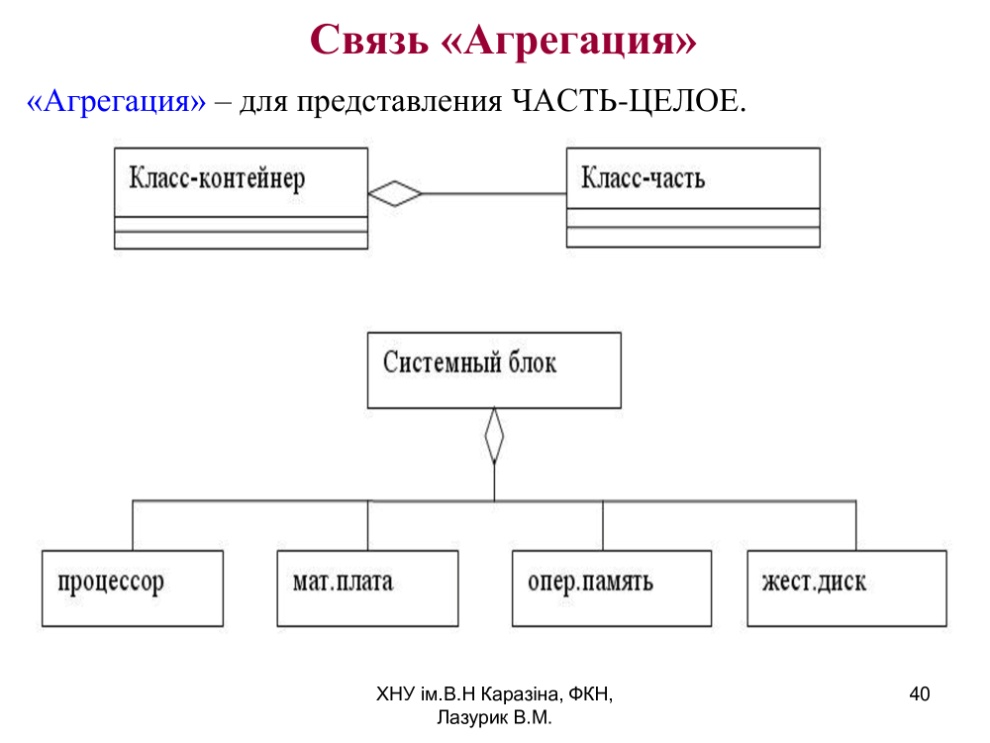 Связь «Агрегация»
«Агрегация» – для представления ЧАСТЬ-ЦЕЛОЕ.
Класс-контейнер
Класс-часть
Системный блок
процессор
мат.плата
опер.память
жест.диск
ХНУ ім.В.Н Каразіна, ФКН,
Лазурик В.М.
40